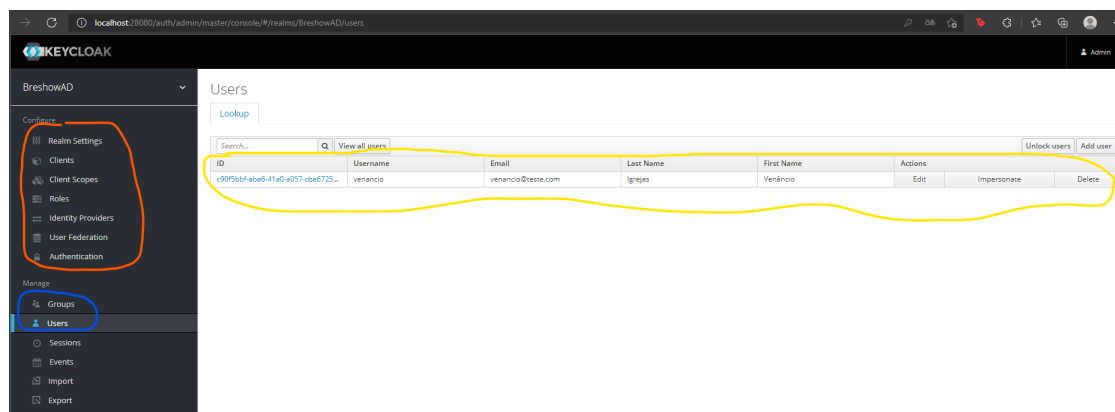 localhost:28080/auth/admin/master/console/#/realms/BreshowAD/users
KEYCLOAK
Admin
BreshowAD
Configure
Realm Settings
Clients
Client Scopes
Roles
Identity Providers
User Federation
Authentication
Manage
Groups
Users
Sessions
Events
Import
Export
Users
Lookup
Search... View all users Unlock users Add user
ID Username Email Last Name First Name Actions
c90f5bbf-aba6-41a0-a057-cbe6725... venancio venancio@teste.com Igrejas Venâncio Edit Impersonate Delete